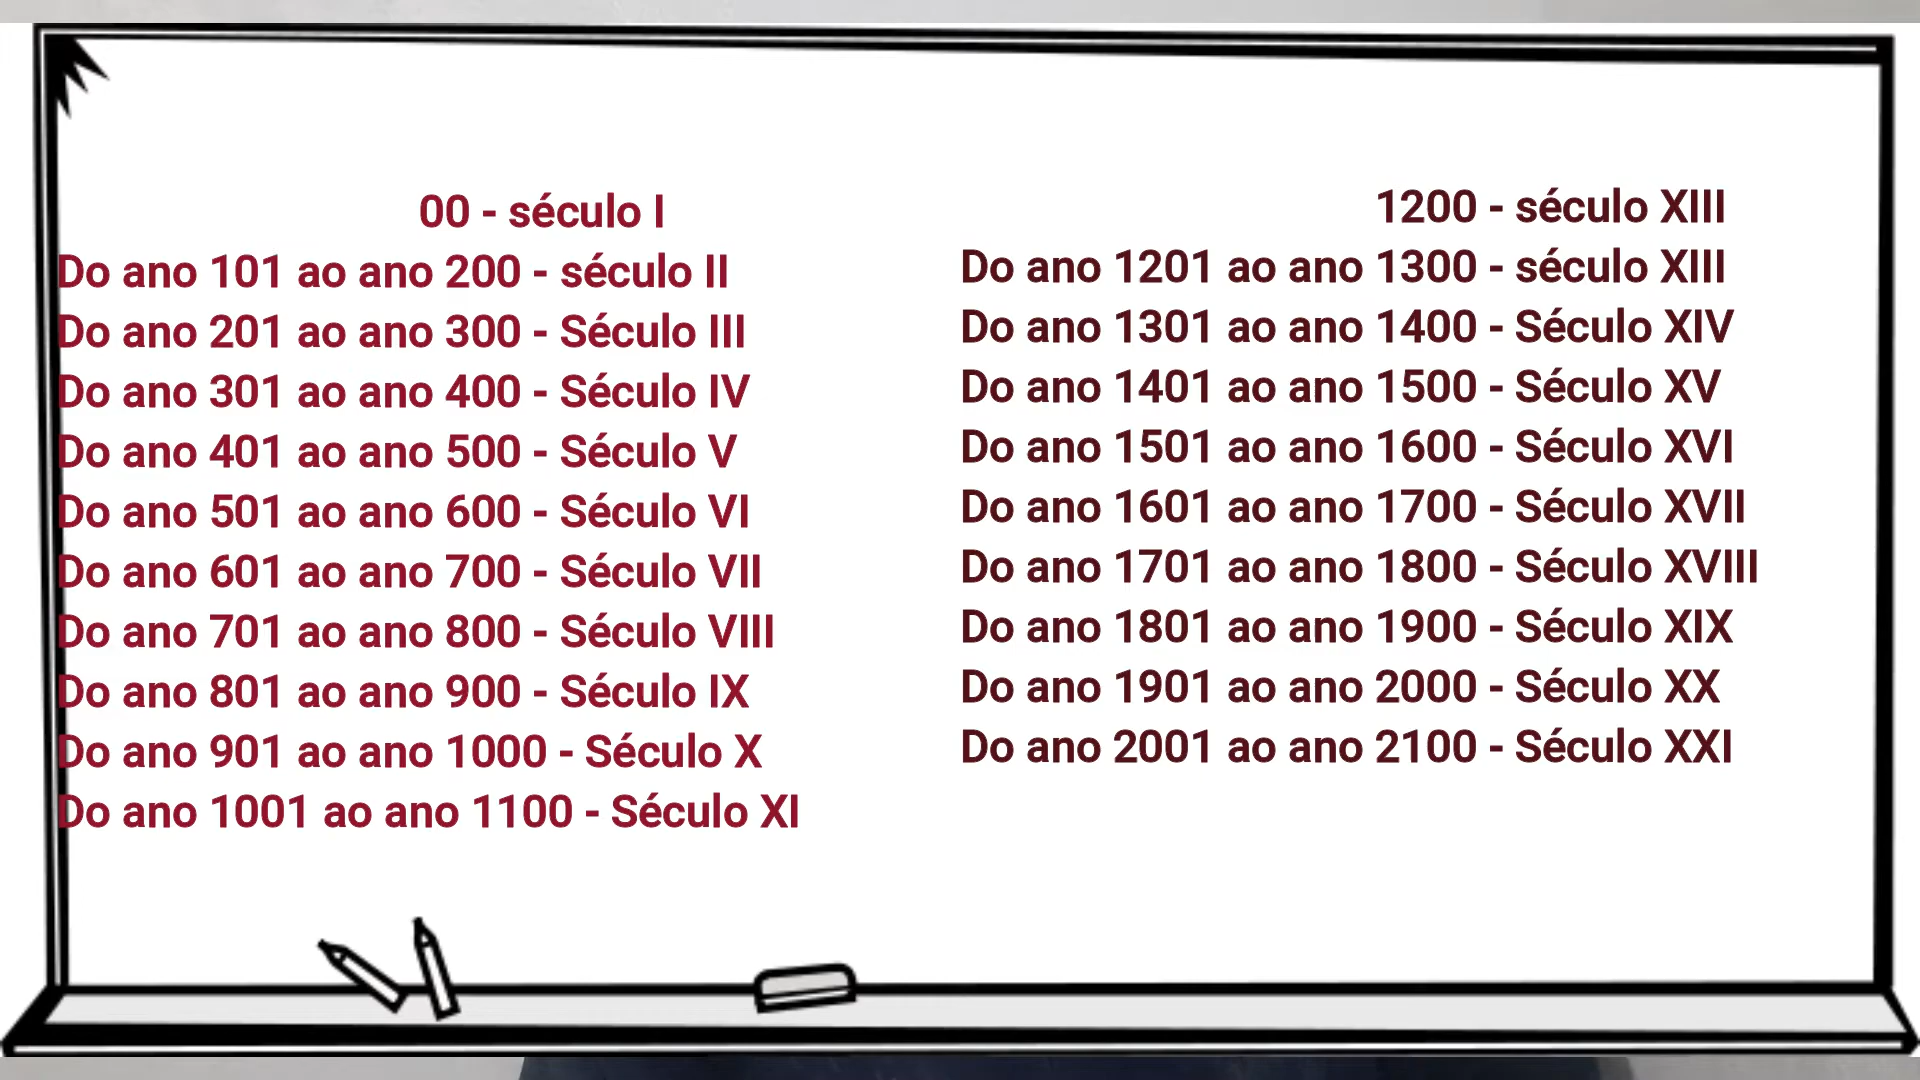 00 - século I
Do ano 101 ao ano 200 - século II
Do ano 201 ao ano 300 - Século III
Do ano 301 ao ano 400 - Século IV
Do ano 401 ao ano 500 - Século V
Do ano 501 ao ano 600 - Século VI
Do ano 601 ao ano 700 - Século VII
Do ano 701 ao ano 800 - Século VIII
Do ano 801 ao ano 900 - Século IX
Do ano 901 ao ano 1000 - Século X
Do ano 1001 ao ano 1100 - Século XI
1200 - século XIII
Do ano 1201 ao ano 1300 - século XIII
Do ano 1301 ao ano 1400 - Século XIV
Do ano 1401 ao ano 1500 - Século XV
Do ano 1501 ao ano 1600 - Século XVI
Do ano 1601 ao ano 1700 - Século XVII
Do ano 1701 ao ano 1800 - Século XVIII
Do ano 1801 ao ano 1900 - Século XIX
Do ano 1901 ao ano 2000 - Século XX
Do ano 2001 ao ano 2100 - Século XXI